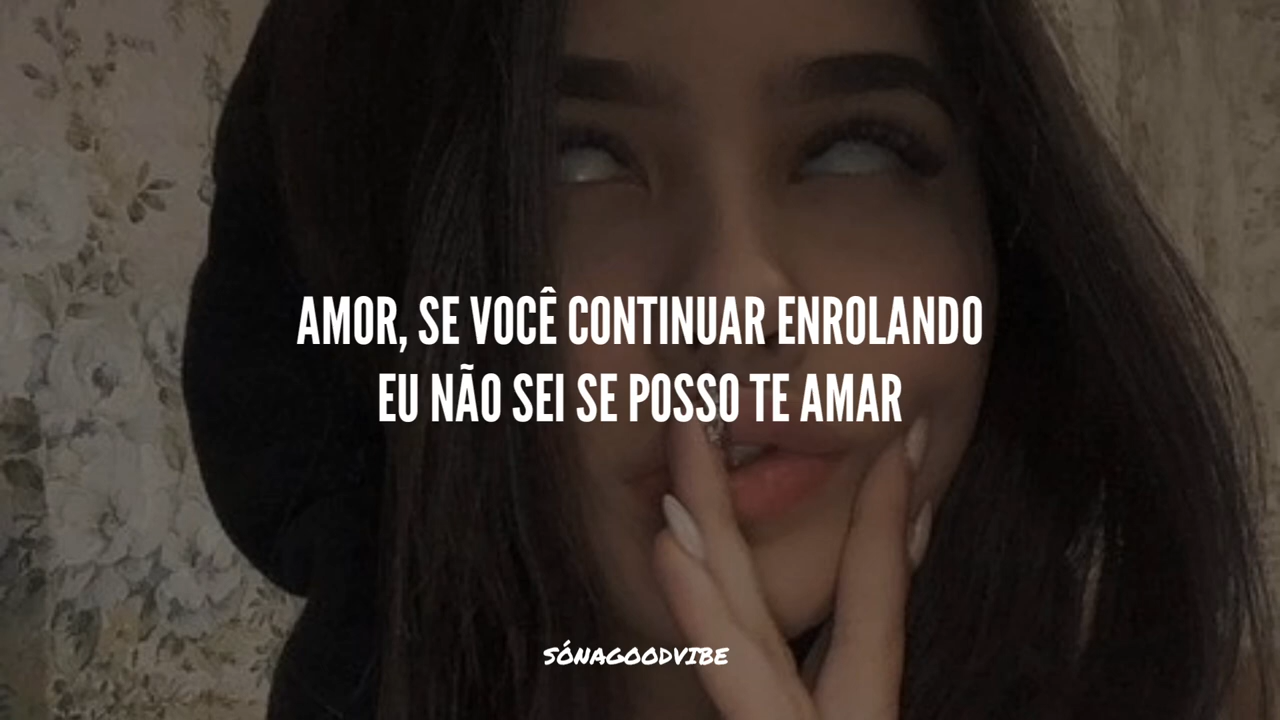 AMOR, SE VOCÊ CONTINUAR ENROLANDO
EU NÃO SEI SE POSSO TE AMAR
SÓNAGOODVIBE